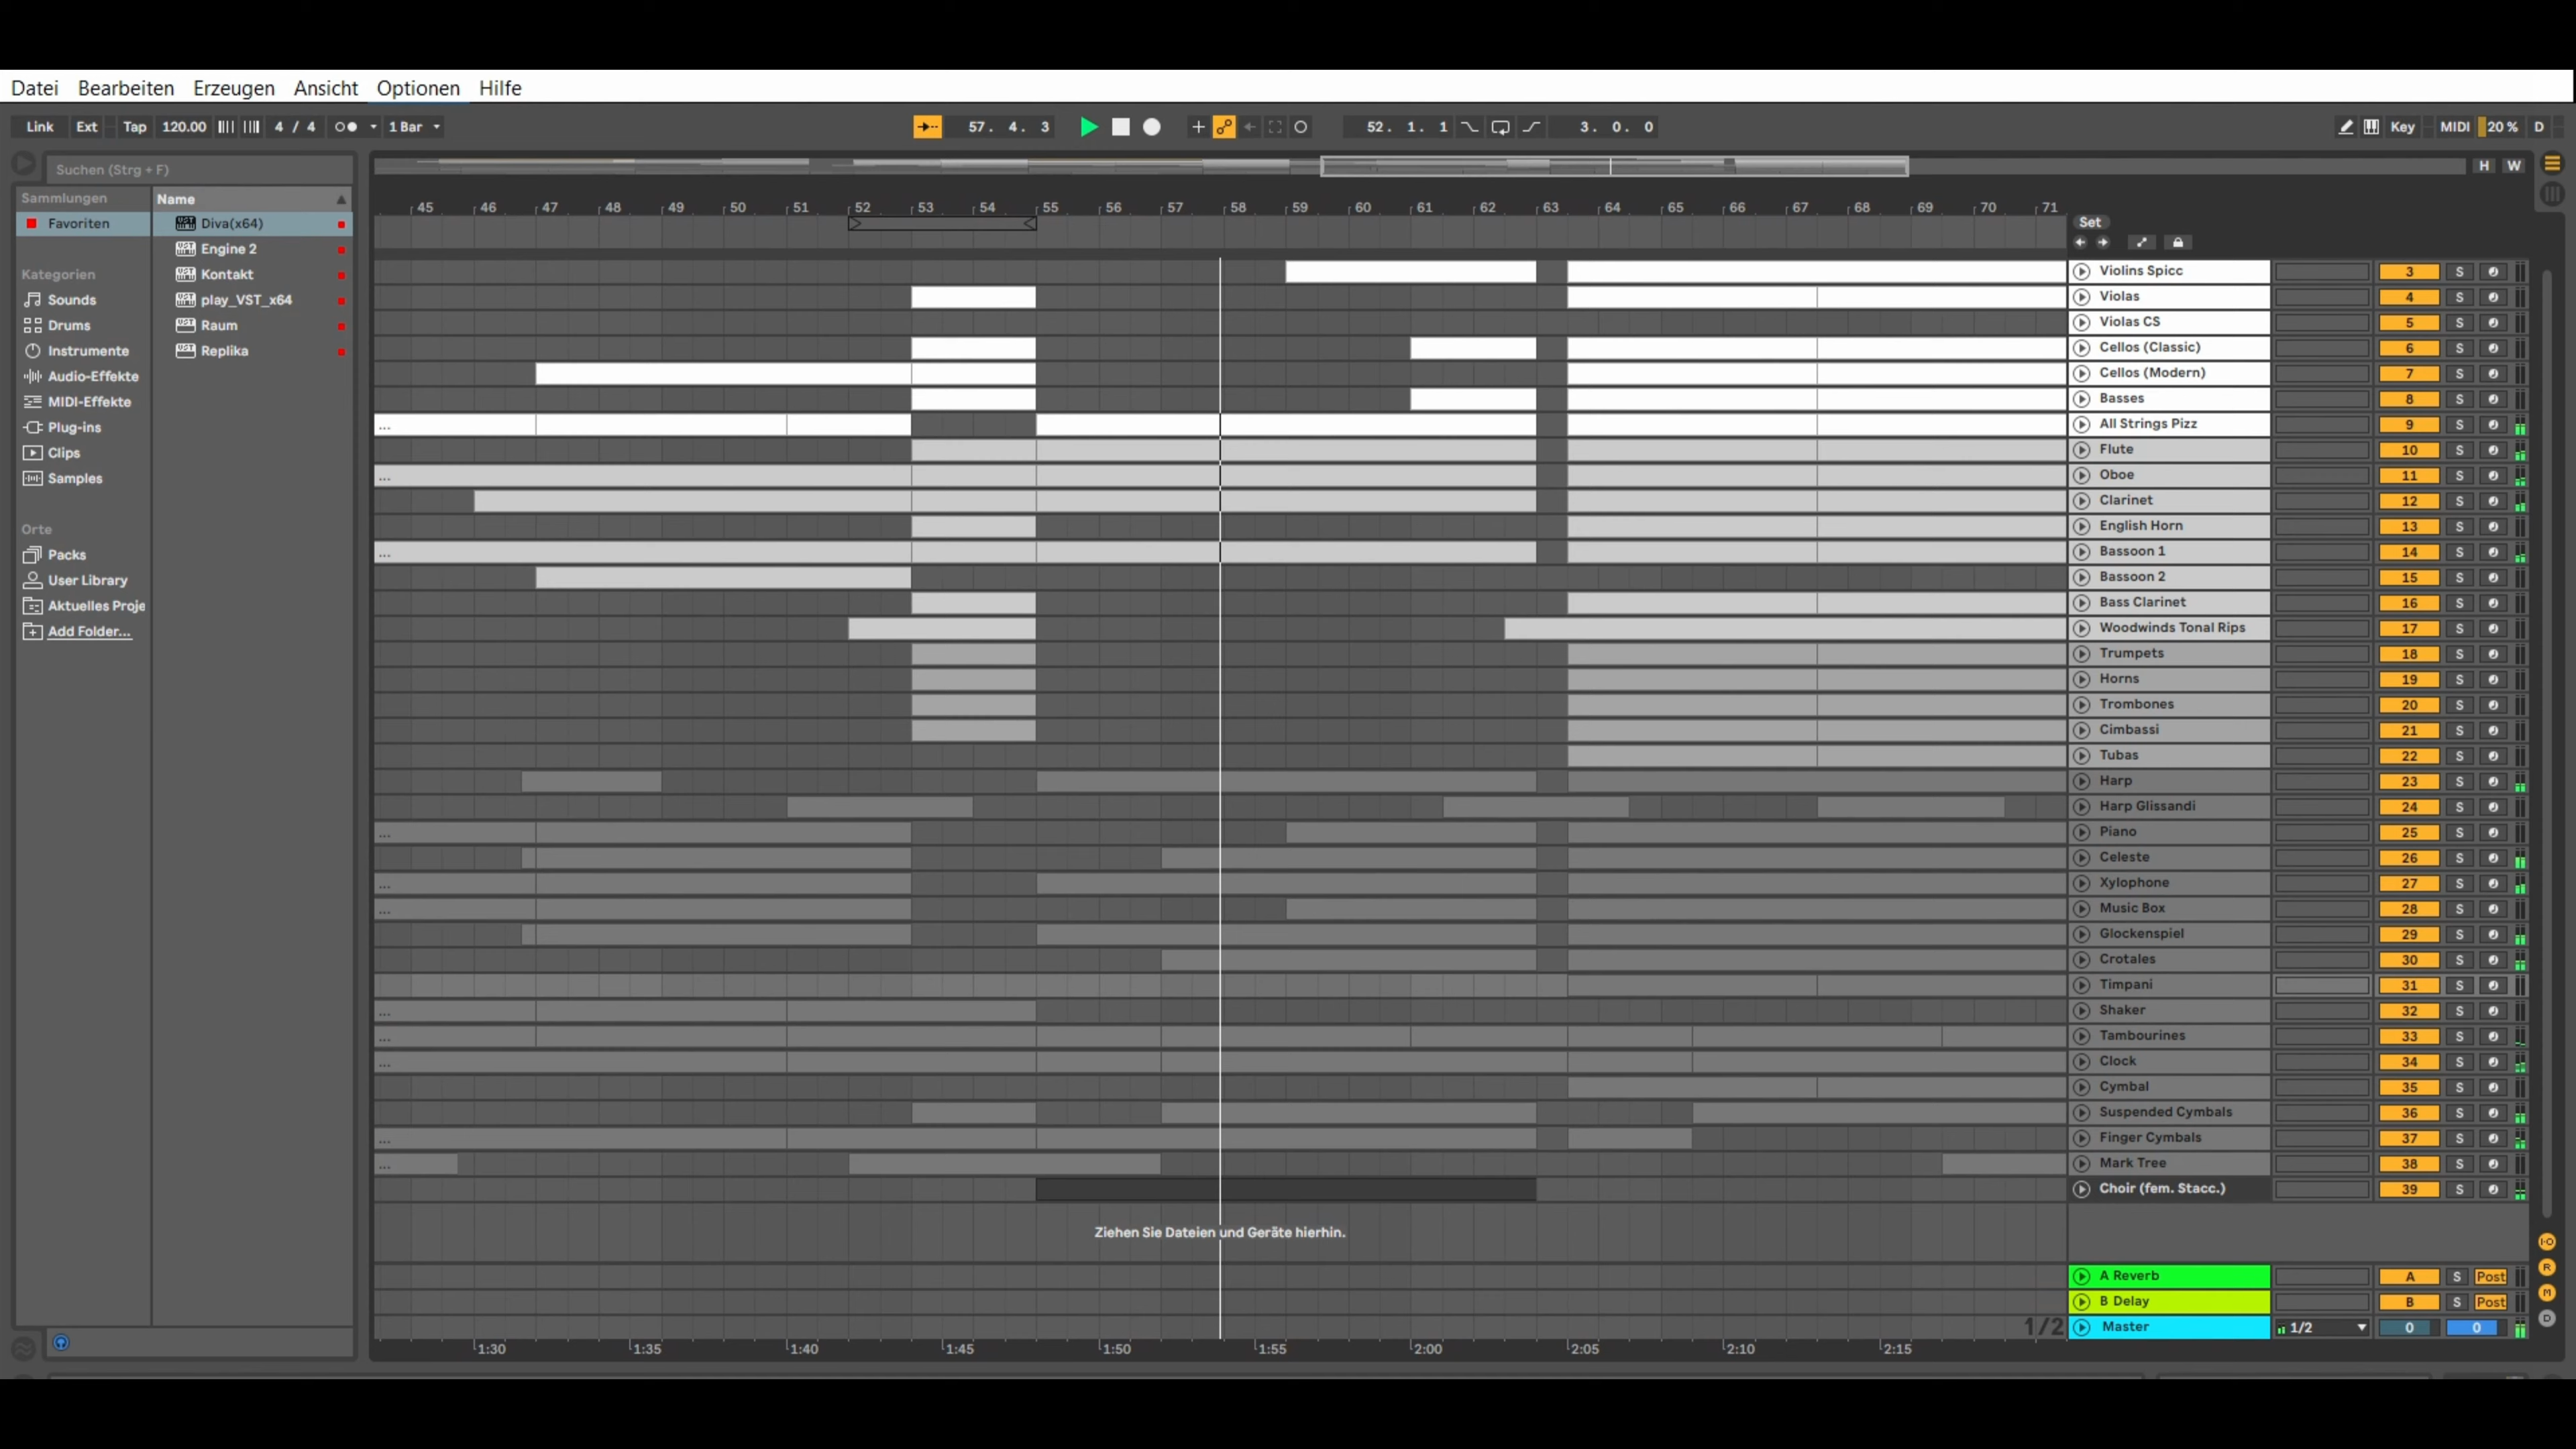 Datei Bearbeiten Erzeugen Ansicht Optionen Hilfe
Link Ext Tap 120.00 4 / 4 1 Bar 57. 4. 3 52. 1. 1 3. 0. 0 Key MIDI 20 % D
Suchen (Strg + F)
H W
Sammlungen
Favoriten
Kategorien
Sounds
Drums
Instrumente
Audio-Effekte
MIDI-Effekte
Plug-ins
Clips
Samples
Orte
Packs
User Library
Aktuelles Proje
Add Folder...
Name
Diva(x64)
Engine 2
Kontakt
play_VST_x64
Raum
Replika
45 46 47 48 49 50 51 52 53 54 55 56 57 58 59 60 61 62 63 64 65 66 67 68 69 70 71
Set
Violins Spicc 3 S
Violas 4 S
Violas CS 5 S
Cellos (Classic) 6 S
Cellos (Modern) 7 S
Basses 8 S
... All Strings Pizz 9 S
Flute 10 S
... Oboe 11 S
Clarinet 12 S
English Horn 13 S
... Bassoon 1 14 S
Bassoon 2 15 S
Bass Clarinet 16 S
Woodwinds Tonal Rips 17 S
Trumpets 18 S
Horns 19 S
Trombones 20 S
Cimbassi 21 S
Tubas 22 S
Harp 23 S
Harp Glissandi 24 S
... Piano 25 S
Celeste 26 S
... Xylophone 27 S
... Music Box 28 S
Glockenspiel 29 S
Crotales 30 S
Timpani 31 S
... Shaker 32 S
... Tambourines 33 S
... Clock 34 S
Cymbal 35 S
Suspended Cymbals 36 S
... Finger Cymbals 37 S
... Mark Tree 38 S
Choir (fem. Stacc.) 39 S
Ziehen Sie Dateien und Geräte hierhin.
A Reverb A S Post
B Delay B S Post
1/2 Master 1/2 0 0
I·O
R
M
D
1:30 1:35 1:40 1:45 1:50 1:55 2:00 2:05 2:10 2:15